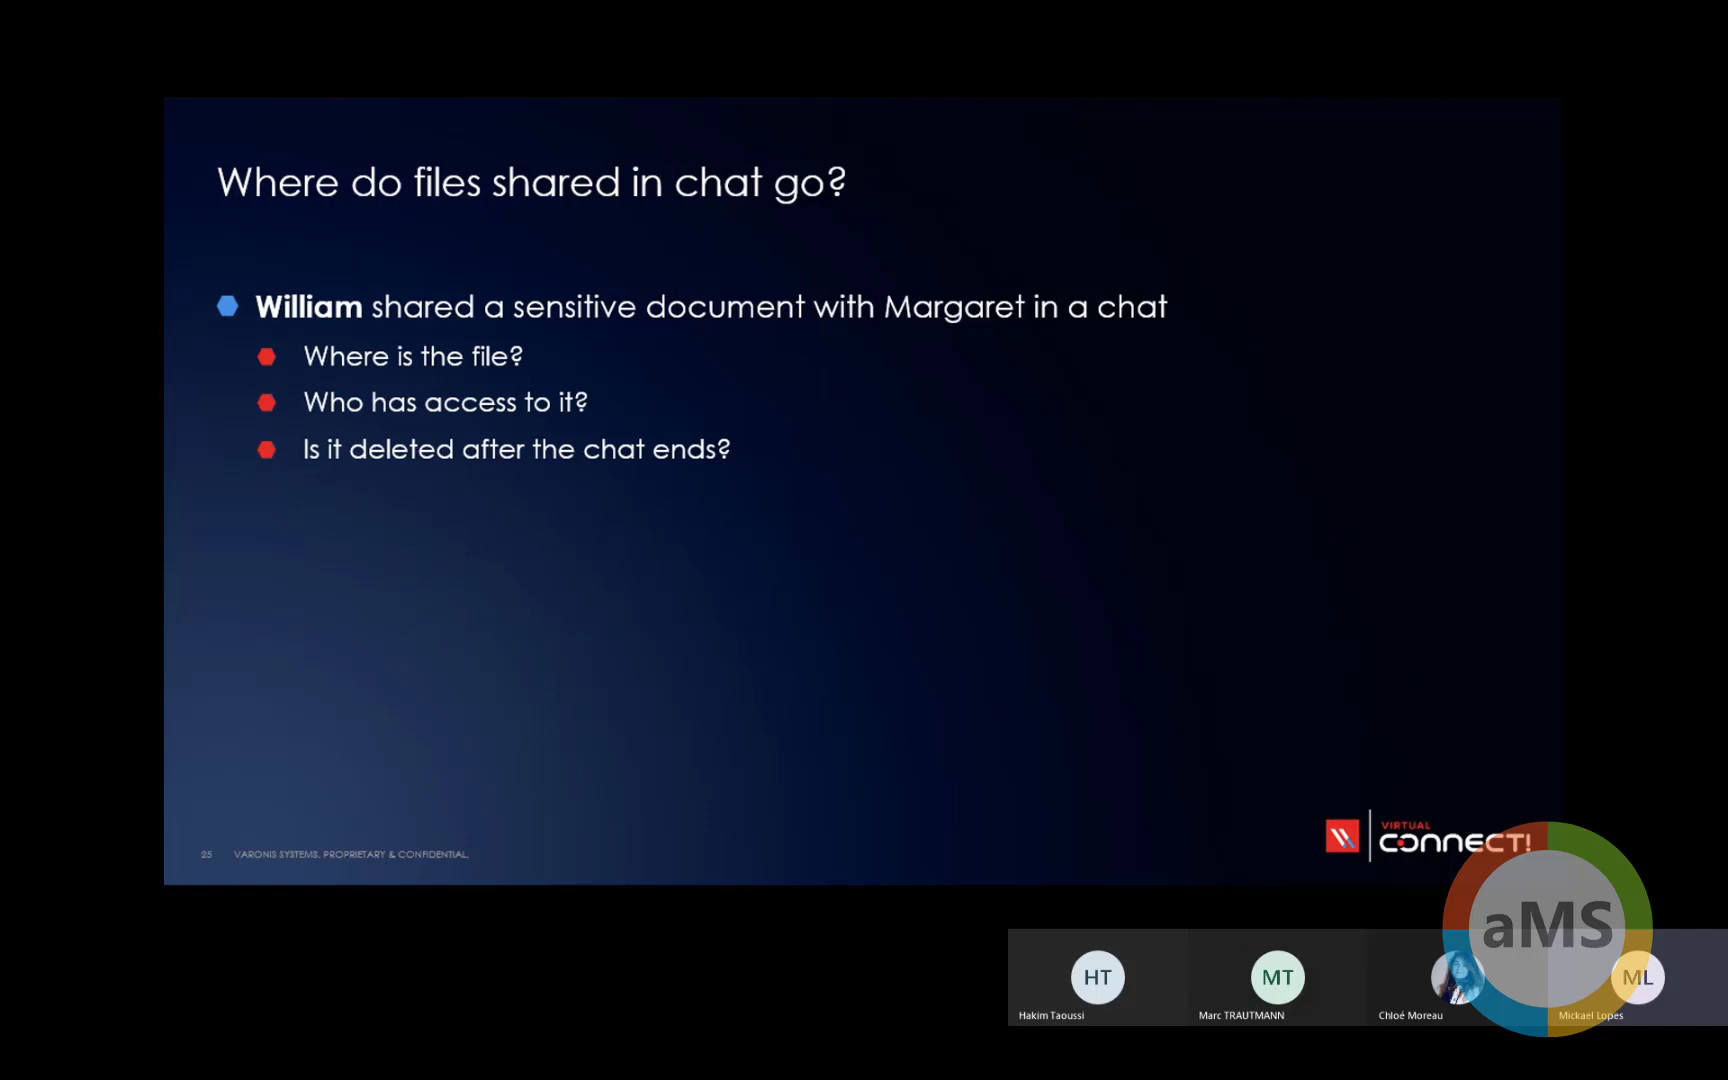 Where do files shared in chat go?
William shared a sensitive document with Margaret in a chat
Where is the file?
Who has access to it?
Is it deleted after the chat ends?
25 VARONIS SYSTEMS. PROPRIETARY & CONFIDENTIAL.
VIRTUAL
CONNECT!
aMS
HT
MT
ML
Hakim Taoussi
Marc TRAUTMANN
Chloé Moreau
Mickael Lopes